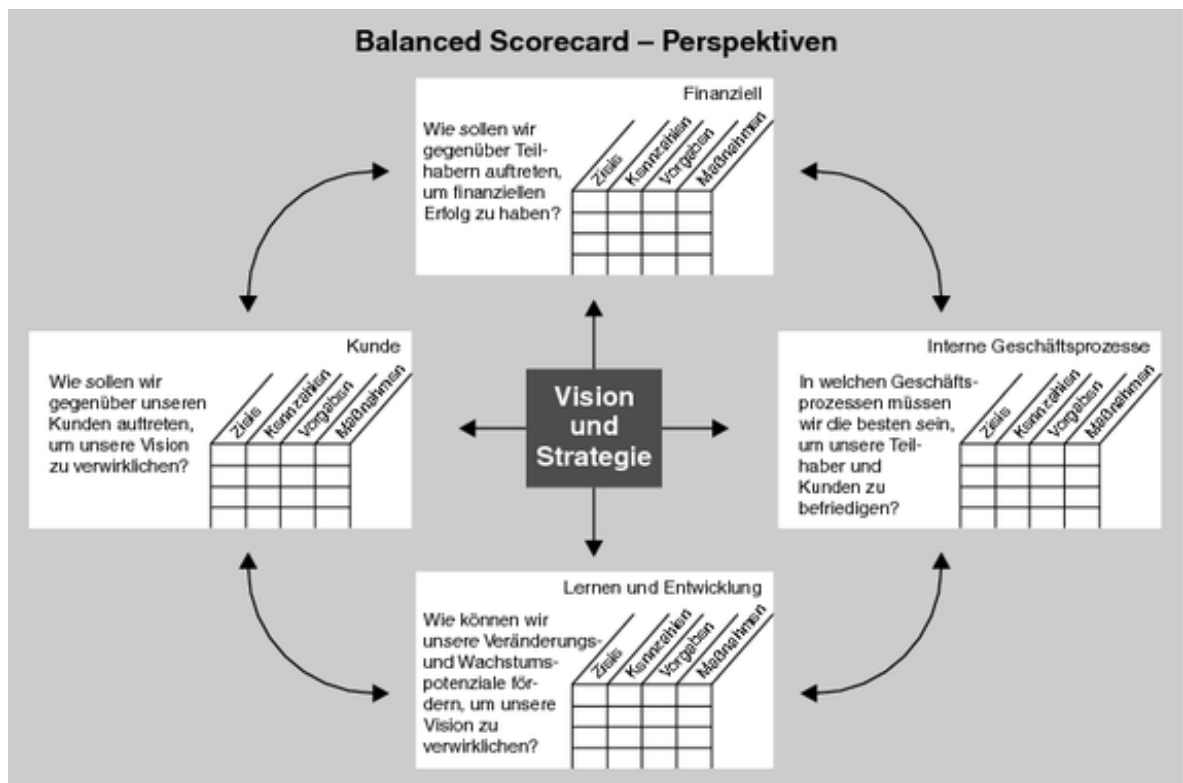 Balanced Scorecard – Perspektiven
Finanziell
Wie sollen wir
gegenüber Teil-
habern auftreten,
um finanziellen
Erfolg zu haben?
Ziele
Kennzahlen
Vorgaben
Maßnahmen
Kunde
Wie sollen wir
gegenüber unseren
Kunden auftreten,
um unsere Vision
zu verwirklichen?
Ziele
Kennzahlen
Vorgaben
Maßnahmen
Vision
und
Strategie
Interne Geschäftsprozesse
In welchen Geschäfts-
prozessen müssen
wir die besten sein,
um unsere Teil-
haber und
Kunden zu
befriedigen?
Ziele
Kennzahlen
Vorgaben
Maßnahmen
Lernen und Entwicklung
Wie können wir
unsere Veränderungs-
und Wachstums-
potenziale för-
dern, um unsere
Vision zu
verwirklichen?
Ziele
Kennzahlen
Vorgaben
Maßnahmen